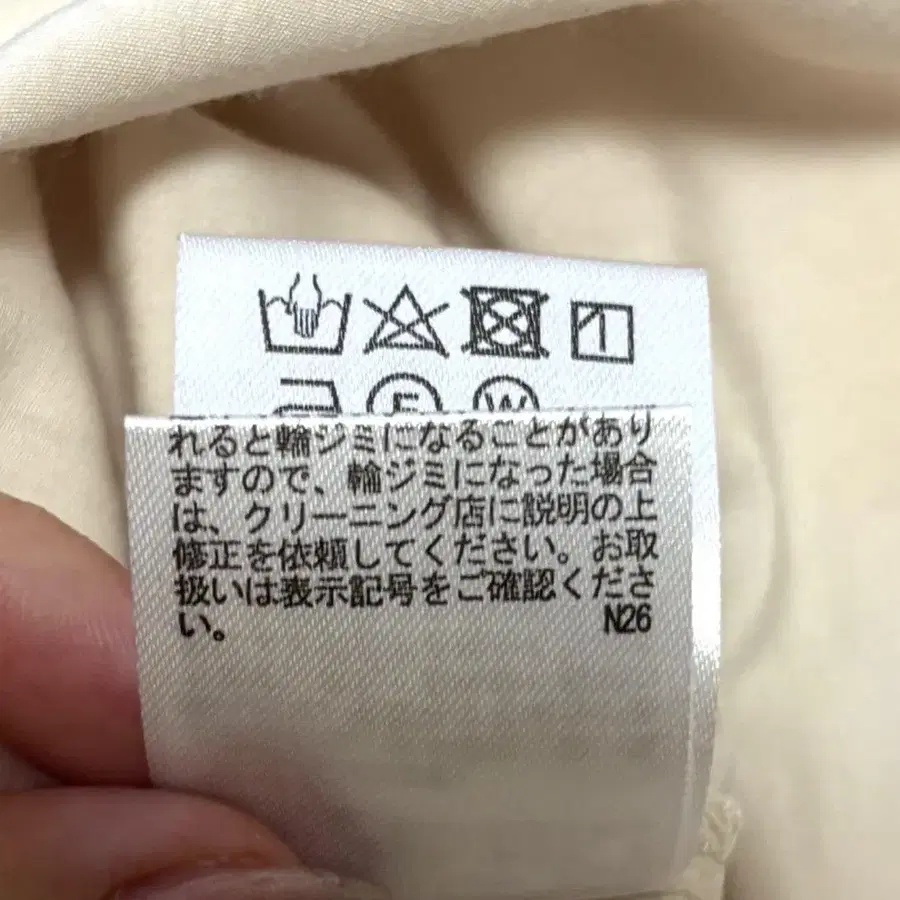 F W
れると輪ジミになることがあり
ますので、輪ジミになった場合
は、クリーニング店に説明の上
修正を依頼してください。お取
扱いは表示記号をご確認くださ
い。 N26